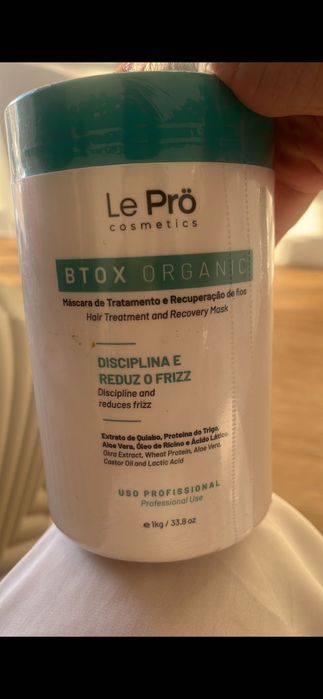 Le Prö
cosmetics
BTOX ORGANIC
Máscara de Tratamento e Recuperação de fios
Hair Treatment and Recovery Mask
DISCIPLINA E
REDUZ O FRIZZ
Discipline and
reduces frizz
Extrato de Quiabo, Proteína do Trigo,
Aloe Vera, Óleo de Rícino e Ácido Lático
Okra Extract, Wheat Protein, Aloe Vera,
Castor Oil and Lactic Acid
USO PROFISSIONAL
Professional Use
℮ 1kg / 33.8 oz